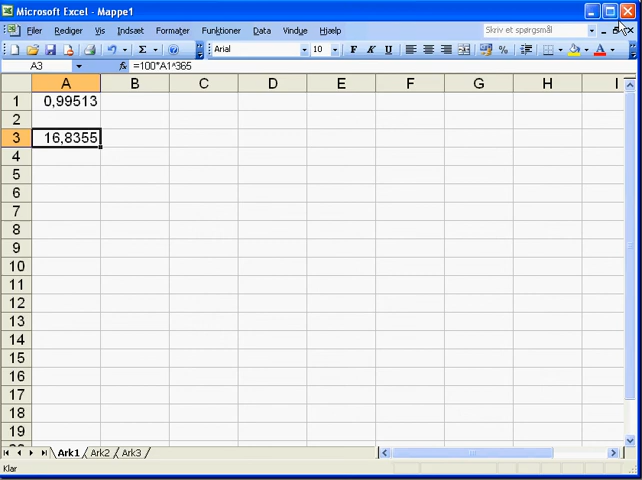 Microsoft Excel - Mappe1
Filer Rediger Vis Indsæt Formater Funktioner Data Vindue Hjælp Skriv et spørgsmål
Arial 10 F K U
A3 fx =100*A1^365
A B C D E F G H I
1 0,99513
2
3 16,8355
4
5
6
7
8
9
10
11
12
13
14
15
16
17
18
19
Ark1 Ark2 Ark3
Klar